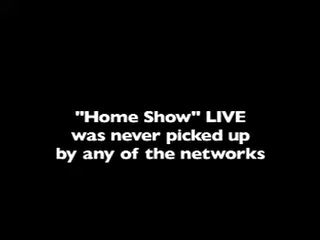 "Home Show" LIVE
was never picked up
by any of the networks